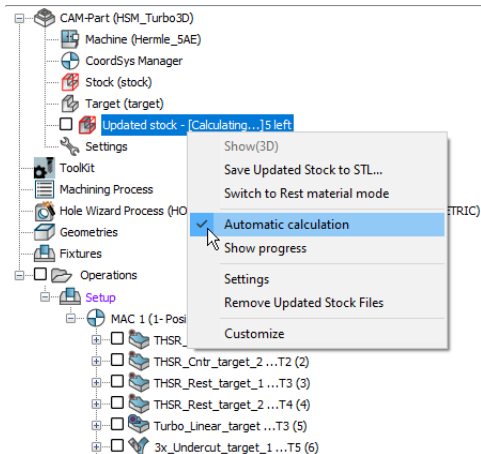 CAM-Part (HSM_Turbo3D)
Machine (Hermle_5AE)
CoordSys Manager
Stock (stock)
Target (target)
Updated stock - [Calculating...]5 left
Settings
ToolKit
Machining Process
Hole Wizard Process (HO
TRIC)
Geometries
Fixtures
Operations
Setup
MAC 1 (1- Posi
THSR_
THSR_Cntr_target_2 ...T2 (2)
THSR_Rest_target_1 ...T3 (3)
THSR_Rest_target_2 ...T4 (4)
Turbo_Linear_target ...T3 (5)
3x_Undercut_target_1 ...T5 (6)
Show(3D)
Save Updated Stock to STL...
Switch to Rest material mode
Automatic calculation
Show progress
Settings
Remove Updated Stock Files
Customize